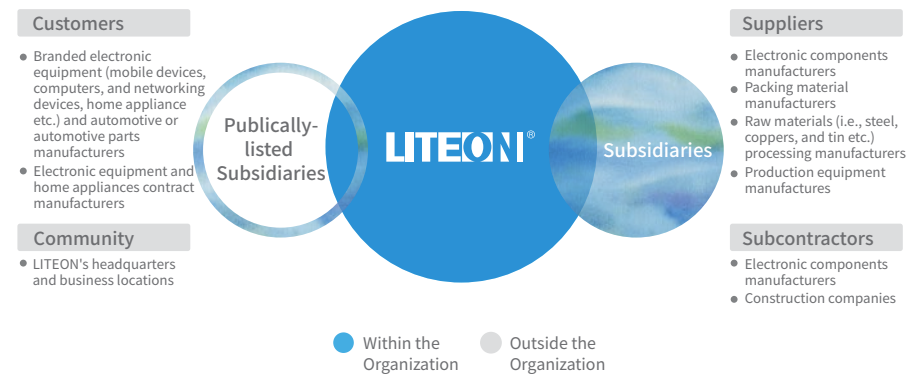 Customers
● Branded electronic
equipment (mobile devices,
computers, and networking
devices, home appliance
etc.) and automotive or
automotive parts
manufacturers
● Electronic equipment and
home appliances contract
manufacturers
Community
● LITEON's headquarters
and business locations
Publically-
listed
Subsidiaries
LITEON®
Subsidiaries
Suppliers
● Electronic components
manufacturers
● Packing material
manufacturers
● Raw materials (i.e., steel,
coppers, and tin etc.)
processing manufacturers
● Production equipment
manufactures
Subcontractors
● Electronic components
manufacturers
● Construction companies
Within the
Organization
Outside the
Organization